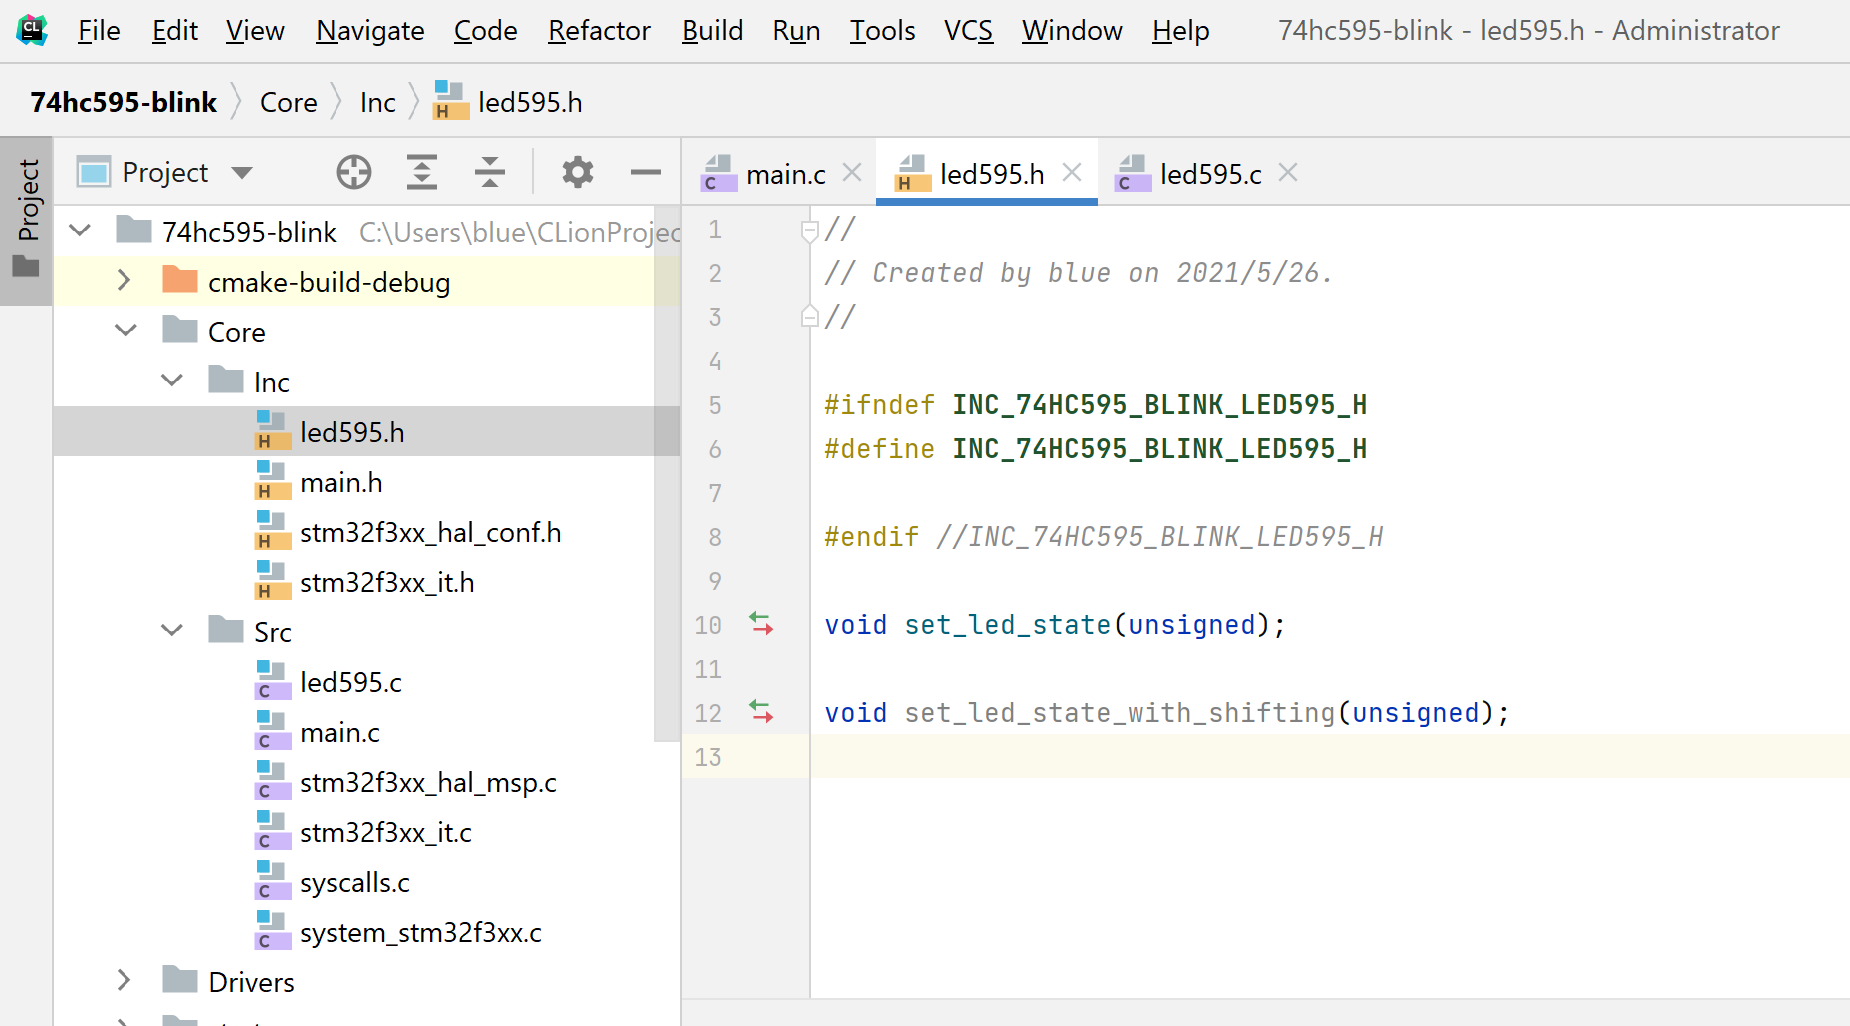 File Edit View Navigate Code Refactor Build Run Tools VCS Window Help 74hc595-blink - led595.h - Administrator
74hc595-blink Core Inc led595.h
Project
Project
74hc595-blink C:\Users\blue\CLionProjec
cmake-build-debug
Core
Inc
led595.h
main.h
stm32f3xx_hal_conf.h
stm32f3xx_it.h
Src
led595.c
main.c
stm32f3xx_hal_msp.c
stm32f3xx_it.c
syscalls.c
system_stm32f3xx.c
Drivers
main.c led595.h led595.c
1 //
2 // Created by blue on 2021/5/26.
3 //
4
5 #ifndef INC_74HC595_BLINK_LED595_H
6 #define INC_74HC595_BLINK_LED595_H
7
8 #endif //INC_74HC595_BLINK_LED595_H
9
10 void set_led_state(unsigned);
11
12 void set_led_state_with_shifting(unsigned);
13